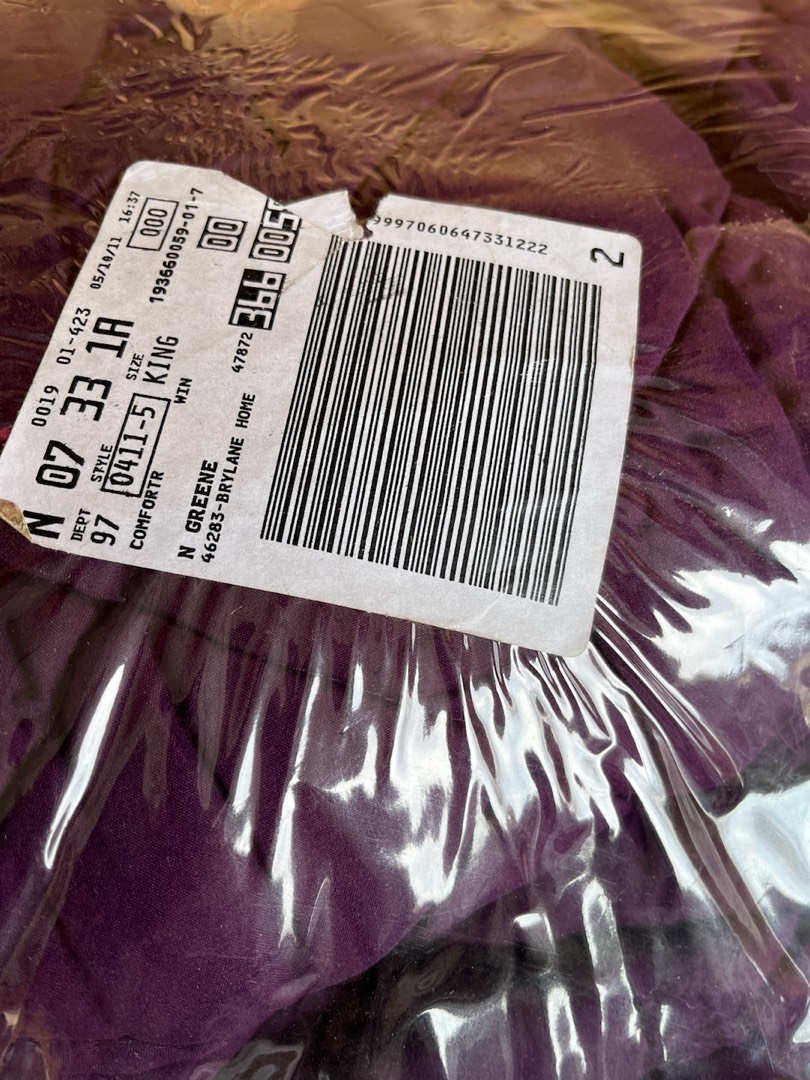 0019 01-423 05/10/11 16:37
N 07 33 1A 000
DEPT STYLE SIZE 193660059-01-7
97 0411-5 KING 00
COMFORTR WIN
47872 366 005
N GREENE
46283-BRYLANE HOME
9997060647331222
2